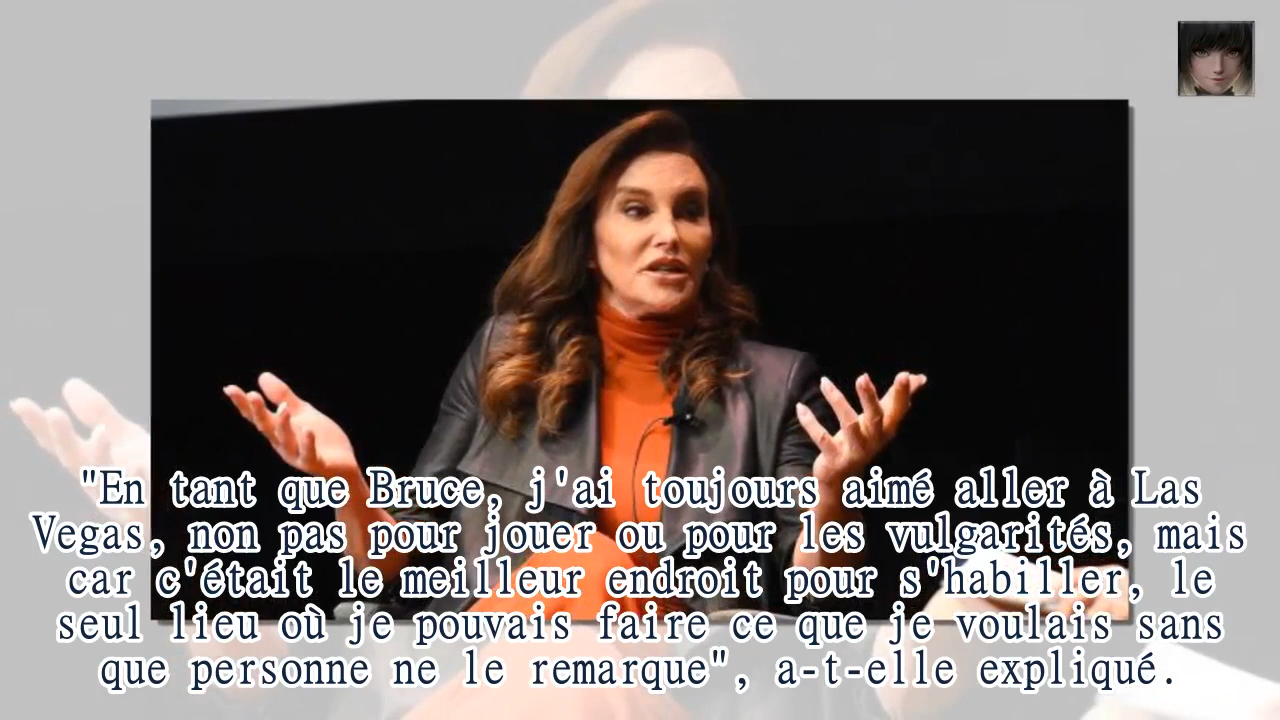 "En tant que Bruce, j'ai toujours aimé aller à Las
Vegas, non pas pour jouer ou pour les vulgarités, mais
car c'était le meilleur endroit pour s'habiller, le
seul lieu où je pouvais faire ce que je voulais sans
que personne ne le remarque", a-t-elle expliqué.